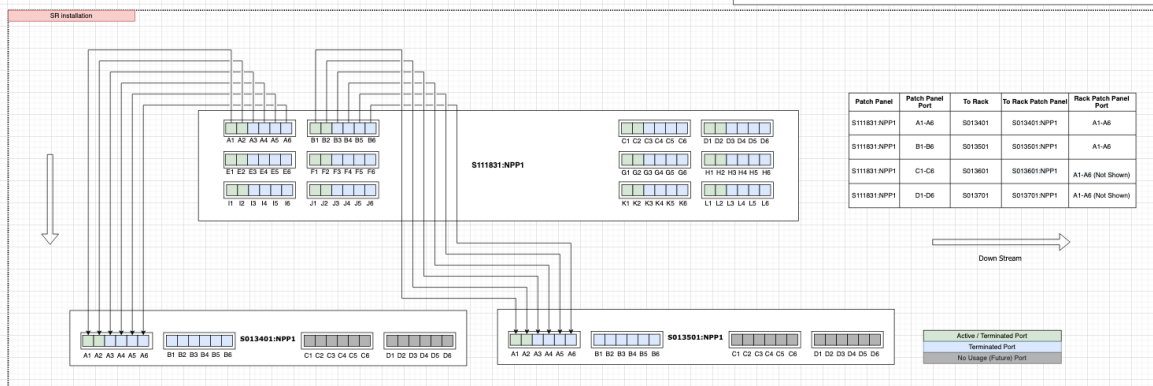 SR installation
A1 A2 A3 A4 A5 A6
B1 B2 B3 B4 B5 B6
C1 C2 C3 C4 C5 C6
D1 D2 D3 D4 D5 D6
S111831:NPP1
E1 E2 E3 E4 E5 E6
F1 F2 F3 F4 F5 F6
G1 G2 G3 G4 G5 G6
H1 H2 H3 H4 H5 H6
I1 I2 I3 I4 I5 I6
J1 J2 J3 J4 J5 J6
K1 K2 K3 K4 K5 K6
L1 L2 L3 L4 L5 L6
Patch Panel Patch Panel Port To Rack To Rack Patch Panel Rack Patch Panel Port
S111831:NPP1 A1-A6 S013401 S013401:NPP1 A1-A6
S111831:NPP1 B1-B6 S013501 S013501:NPP1 A1-A6
S111831:NPP1 C1-C6 S013601 S013601:NPP1 A1-A6 (Not Shown)
S111831:NPP1 D1-D6 S013701 S013701:NPP1 A1-A6 (Not Shown)
Down Stream
S013401:NPP1
A1 A2 A3 A4 A5 A6
B1 B2 B3 B4 B5 B6
C1 C2 C3 C4 C5 C6
D1 D2 D3 D4 D5 D6
S013501:NPP1
A1 A2 A3 A4 A5 A6
B1 B2 B3 B4 B5 B6
C1 C2 C3 C4 C5 C6
D1 D2 D3 D4 D5 D6
Active / Terminated Port
Terminated Port
No Usage (Future) Port